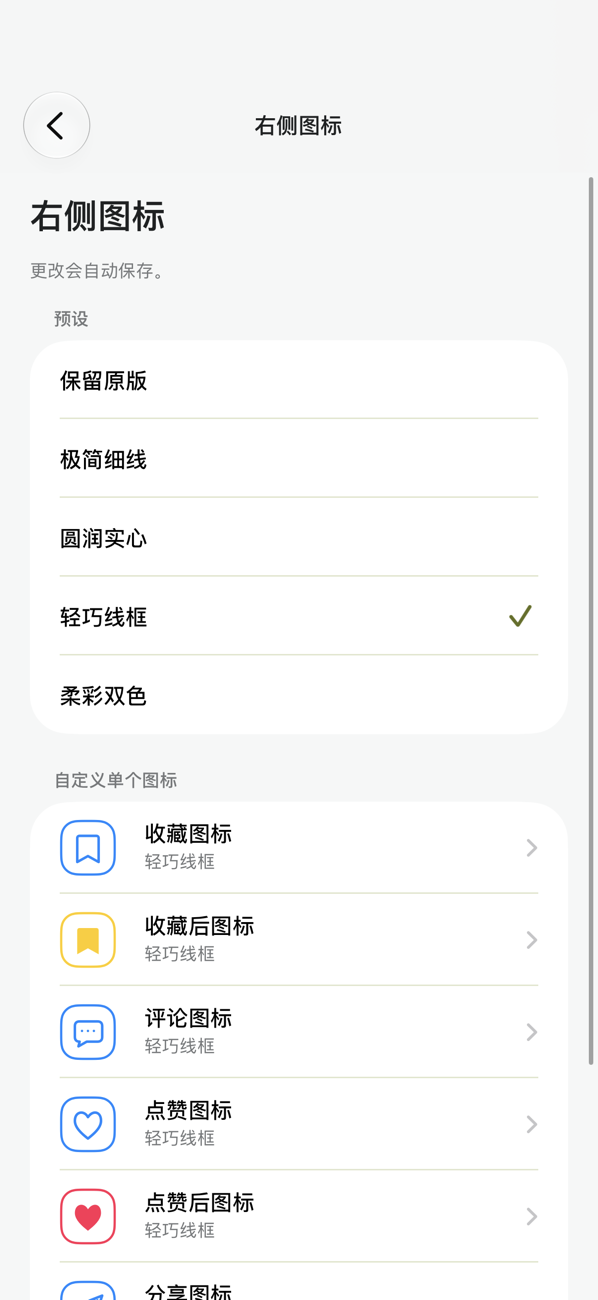 右侧图标
右侧图标
更改会自动保存。
预设
保留原版
极简细线
圆润实心
轻巧线框
柔彩双色
自定义单个图标
收藏图标
轻巧线框
收藏后图标
轻巧线框
评论图标
轻巧线框
点赞图标
轻巧线框
点赞后图标
轻巧线框
分享图标